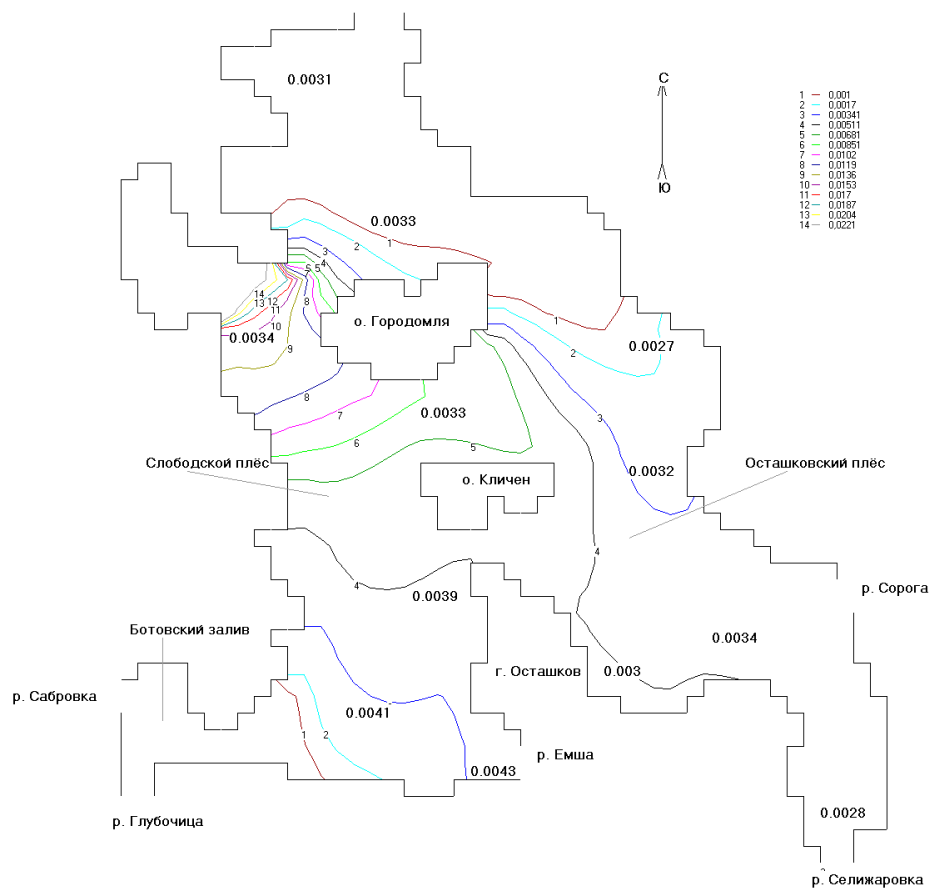 0.0031
С
Ю
1 — 0,001
2 — 0,0017
3 — 0,00341
4 — 0,00511
5 — 0,00681
6 — 0,00851
7 — 0,0102
8 — 0,0119
9 — 0,0136
10 — 0,0153
11 — 0,017
12 — 0,0187
13 — 0,0204
14 — 0,0221
0.0033
1
2
3
4
5
14
13
12
11
10
8
о. Городомля
1
0.0034
0.0027
9
2
8
7
0.0033
3
6
5
Слободской плёс
0.0032
Осташковский плёс
о. Кличен
4
4
0.0039
р. Сорога
Ботовский залив
0.0034
г. Осташков
0.003
р. Сабровка
0.0041
1
2
р. Емша
0.0043
0.0028
р. Глубочица
р. Селижаровка